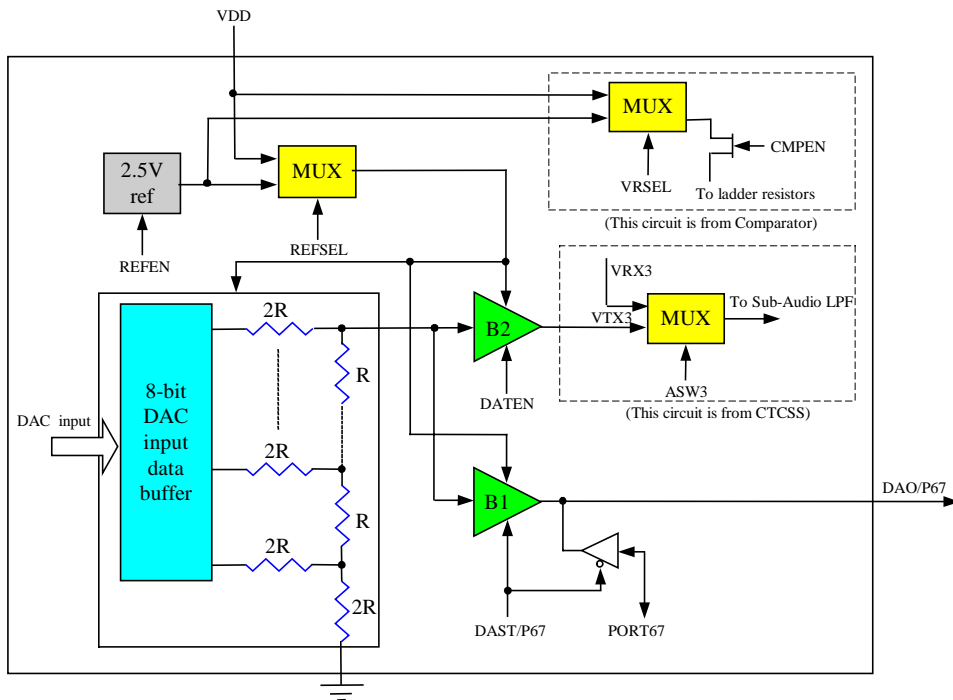 VDD
MUX
CMPEN
VRSEL
To ladder resistors
(This circuit is from Comparator)
2.5V
ref
MUX
REFEN
REFSEL
VRX3
To Sub-Audio LPF
VTX3
MUX
ASW3
(This circuit is from CTCSS)
2R
B2
R
DATEN
DAC input
8-bit
DAC
input
data
buffer
2R
B1
DAO/P67
R
2R
2R
DAST/P67
PORT67